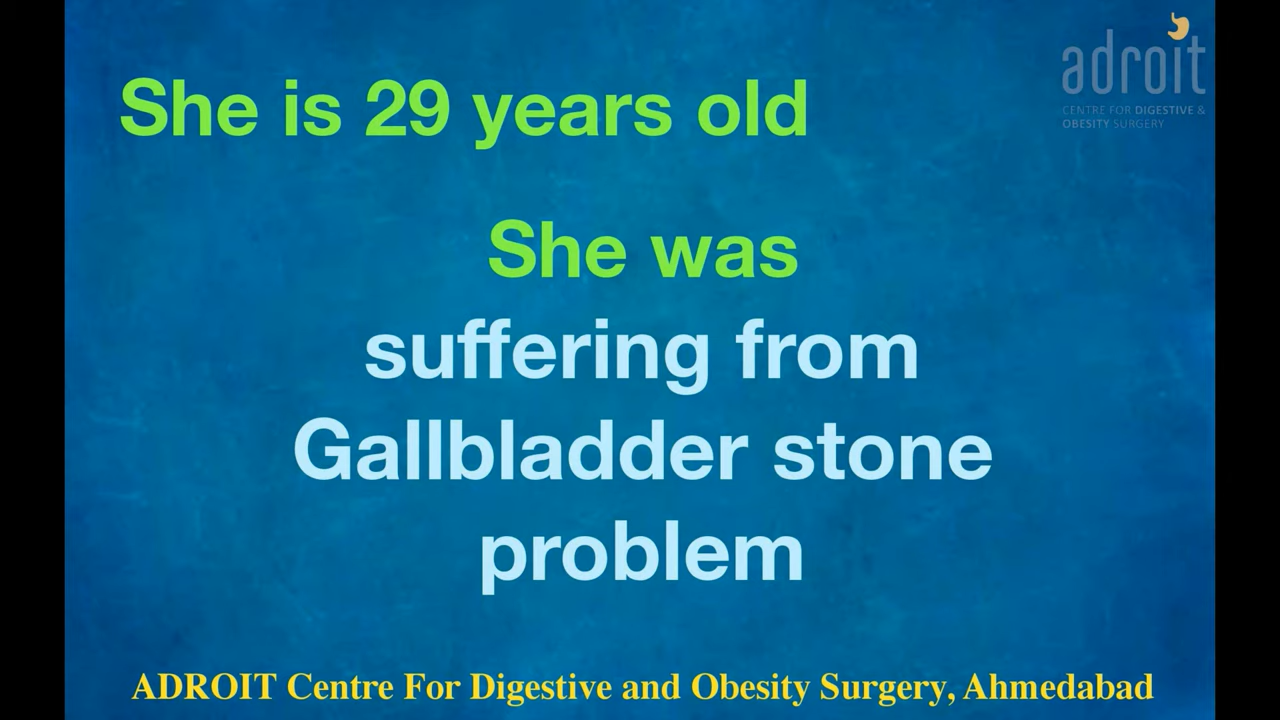 adroit
CENTRE FOR DIGESTIVE &
OBESITY SURGERY
She is 29 years old
She was
suffering from
Gallbladder stone
problem
ADROIT Centre For Digestive and Obesity Surgery, Ahmedabad